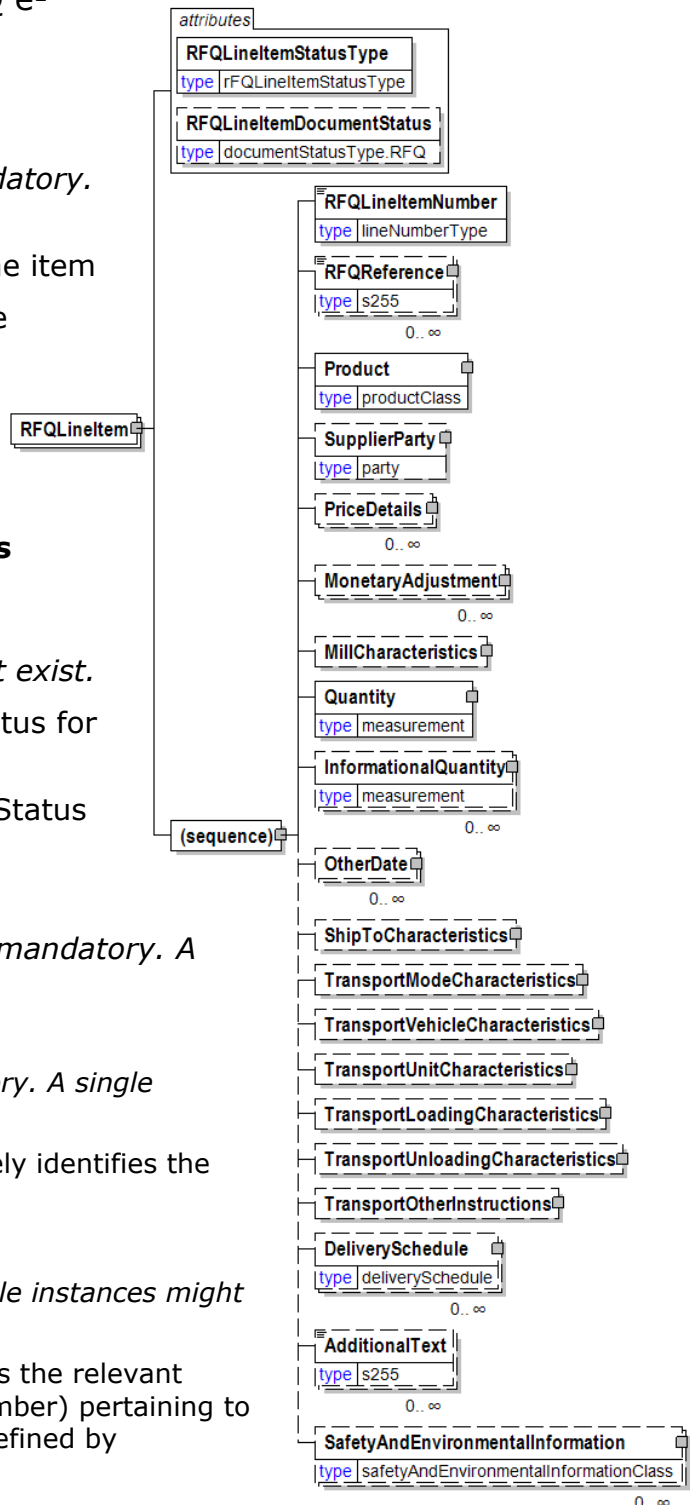 e-
datory.
e item
e
s
t exist.
tus for
Status
mandatory. A
ry. A single
ely identifies the
le instances might
s the relevant
mber) pertaining to
efined by
attributes
RFQLineItemStatusType
type rFQLineItemStatusType
RFQLineItemDocumentStatus
type documentStatusType.RFQ
RFQLineItem
(sequence)
RFQLineItemNumber
type lineNumberType
RFQReference
type s255
0..∞
Product
type productClass
SupplierParty
type party
PriceDetails
0..∞
MonetaryAdjustment
0..∞
MillCharacteristics
Quantity
type measurement
InformationalQuantity
type measurement
0..∞
OtherDate
0..∞
ShipToCharacteristics
TransportModeCharacteristics
TransportVehicleCharacteristics
TransportUnitCharacteristics
TransportLoadingCharacteristics
TransportUnloadingCharacteristics
TransportOtherInstructions
DeliverySchedule
type deliverySchedule
0..∞
AdditionalText
type s255
0..∞
SafetyAndEnvironmentalInformation
type safetyAndEnvironmentalInformationClass
0..∞